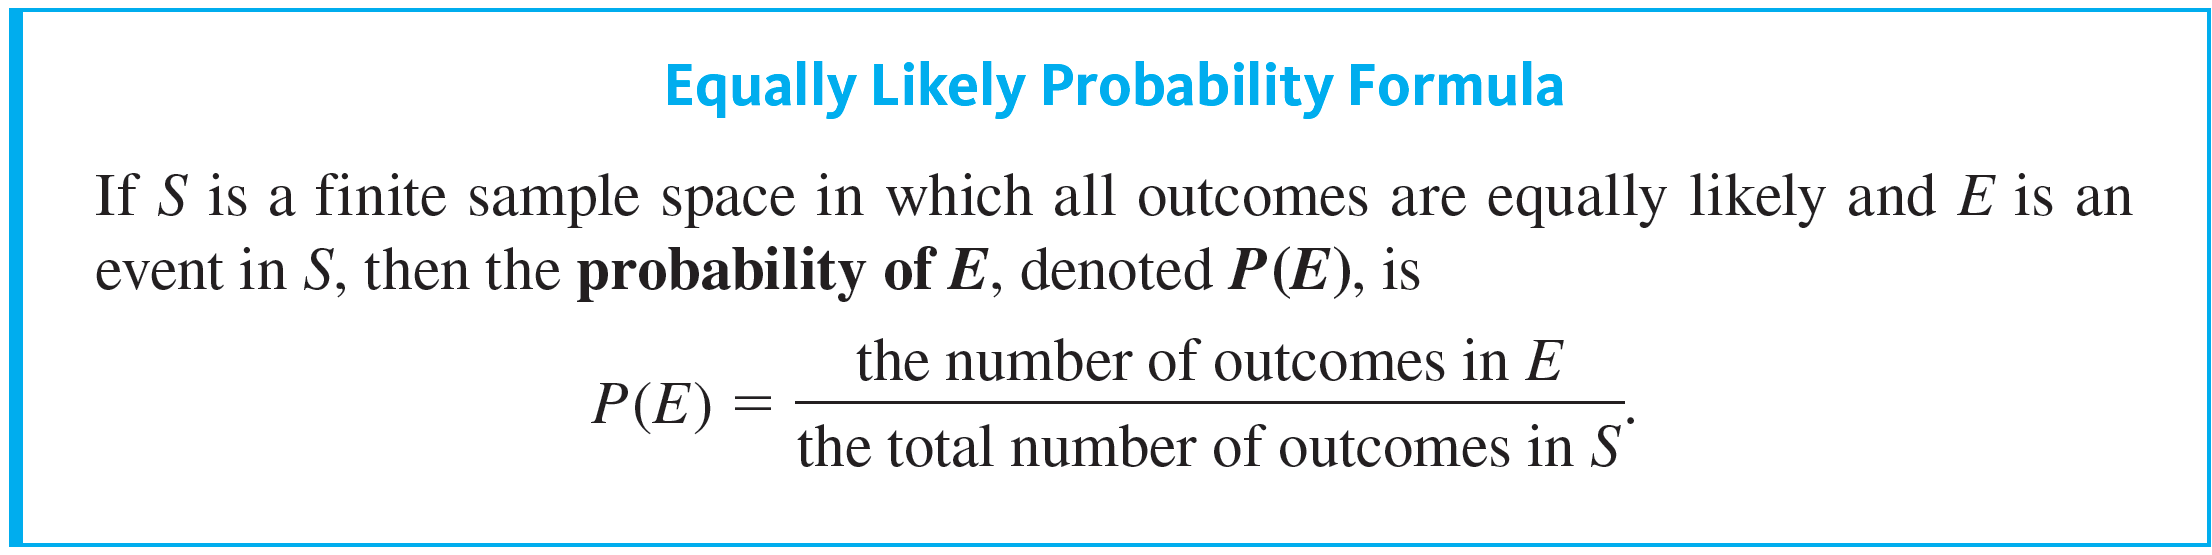 Equally Likely Probability Formula
If S is a finite sample space in which all outcomes are equally likely and E is an
event in S, then the probability of E, denoted P(E), is
the number of outcomes in E
P(E) =
the total number of outcomes in S.